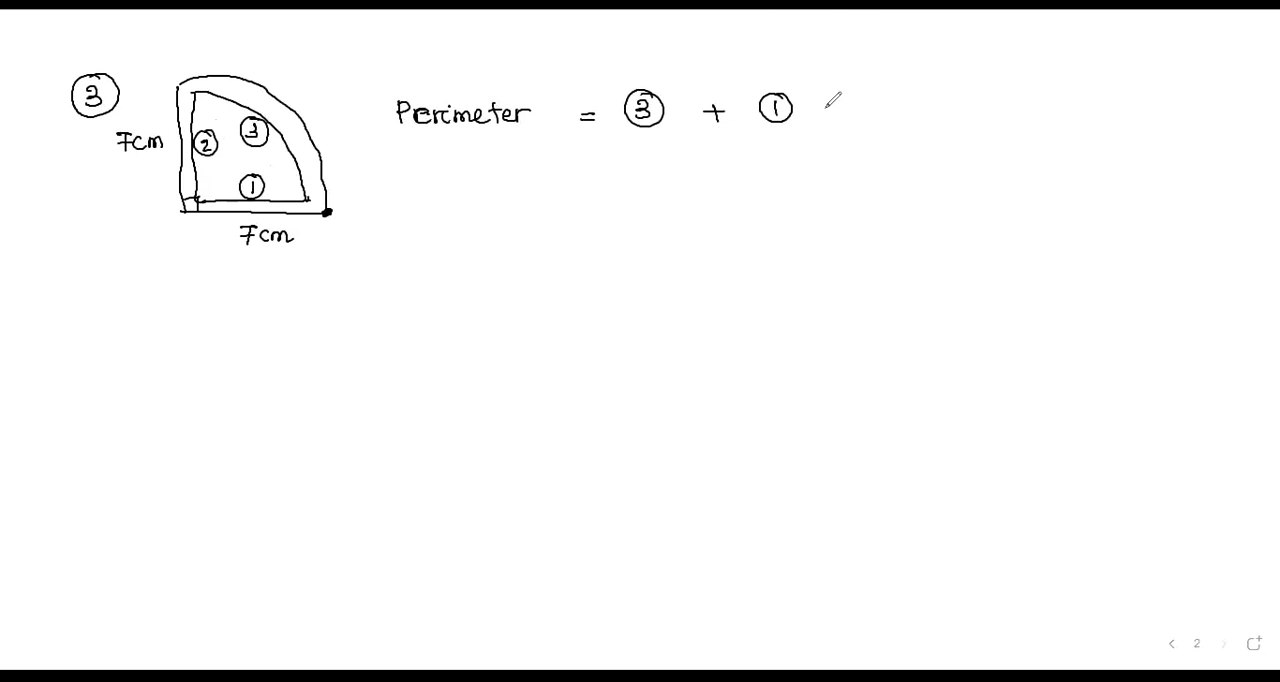 ③ Perimeter = ③ + ①
7cm ② ③
①
7cm
2